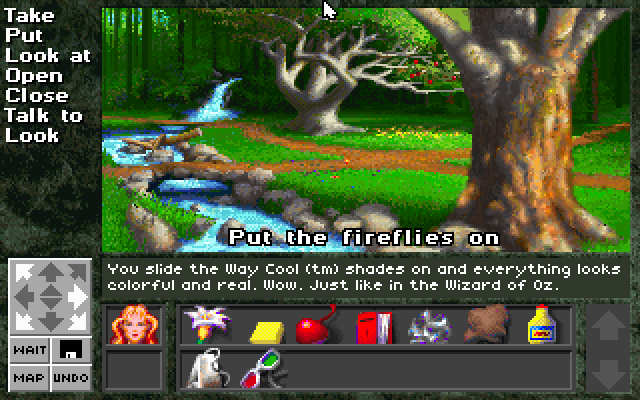 Take
Put
Look at
Open
Close
Talk to
Look
Put the fireflies on
You slide the Way Cool (tm) shades on and everything looks
colorful and real. Wow. Just like in the Wizard of Oz.
WAIT
MAP
UNDO